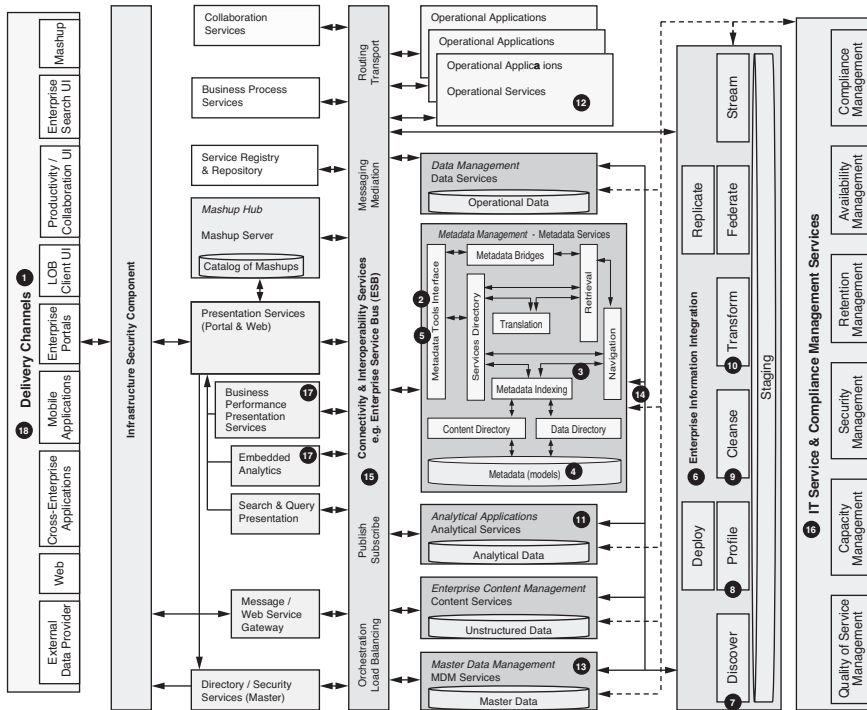 Delivery Channels
1
18
Mashup
Enterprise
Search UI
Productivity /
Collaboration UI
LOB
Client UI
Enterprise
Portals
Mobile
Applications
Cross-Enterprise
Applications
Web
External
Data Provider
Infrastructure Security Component
Collaboration
Services
Business Process
Services
Service Registry
& Repository
Mashup Hub
Mashup Server
Catalog of Mashups
Presentation Services
(Portal & Web)
Business
Performance
Presentation
Services
17
Embedded
Analytics
17
Search & Query
Presentation
Message /
Web Service
Gateway
Directory / Security
Services (Master)
Routing
Transport
Messaging
Mediation
Connectivity & Interoperability Services
e.g. Enterprise Service Bus (ESB)
15
Publish
Subscribe
Orchestration
Load Balancing
Operational Applications
Operational Applications
Operational Applica ions
Operational Services
12
Data Management
Data Services
Operational Data
Metadata Management - Metadata Services
Metadata Bridges
2
5
Metadata Tools Interface
Services Directory
Translation
Retrieval
Navigation
3
Metadata Indexing
Content Directory
Data Directory
Metadata (models)
4
14
Analytical Applications
11
Analytical Services
Analytical Data
Enterprise Content Management
Content Services
Unstructured Data
Master Data Management
13
MDM Services
Master Data
Enterprise Information Integration
6
Stream
Replicate
Federate
Transform
10
Cleanse
9
Deploy
Profile
8
Discover
7
Staging
IT Service & Compliance Management Services
16
Compliance
Management
Availability
Management
Retention
Management
Security
Management
Capacity
Management
Quality of Service
Management